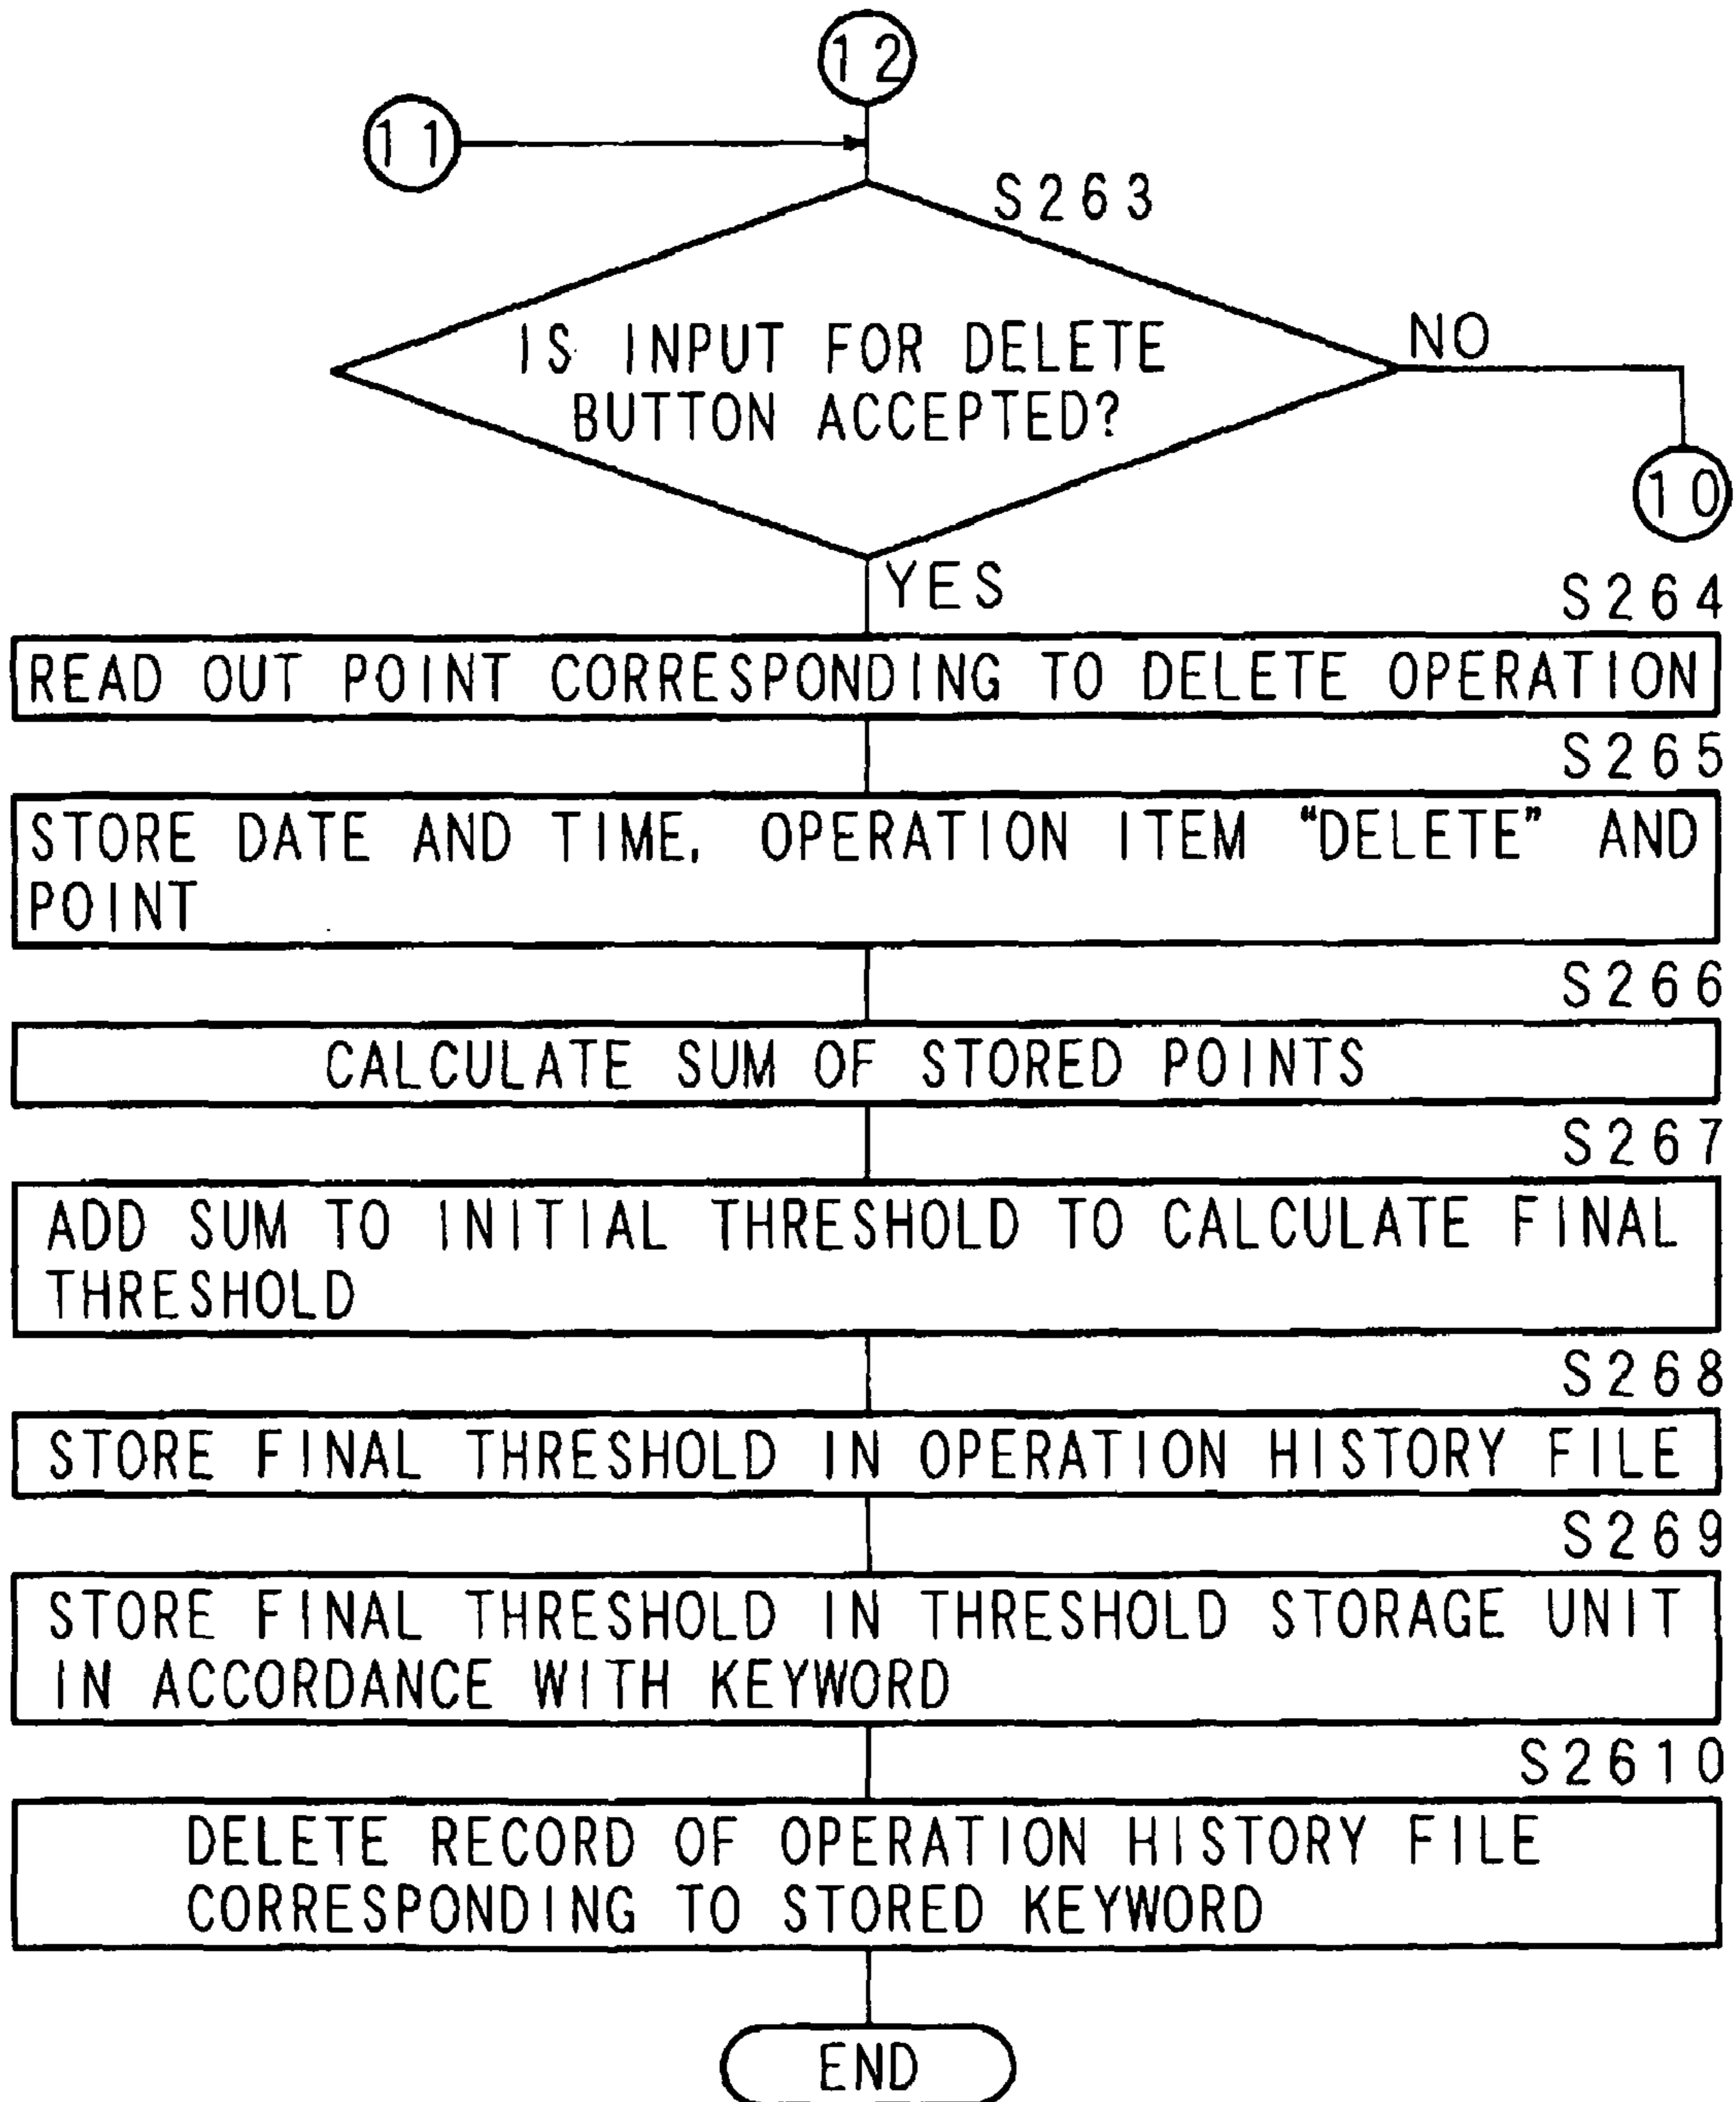 12
11
S263
IS INPUT FOR DELETE
BUTTON ACCEPTED?
NO
10
YES
S264
READ OUT POINT CORRESPONDING TO DELETE OPERATION
S265
STORE DATE AND TIME, OPERATION ITEM “DELETE” AND
POINT
S266
CALCULATE SUM OF STORED POINTS
S267
ADD SUM TO INITIAL THRESHOLD TO CALCULATE FINAL
THRESHOLD
S268
STORE FINAL THRESHOLD IN OPERATION HISTORY FILE
S269
STORE FINAL THRESHOLD IN THRESHOLD STORAGE UNIT
IN ACCORDANCE WITH KEYWORD
S2610
DELETE RECORD OF OPERATION HISTORY FILE
CORRESPONDING TO STORED KEYWORD
END